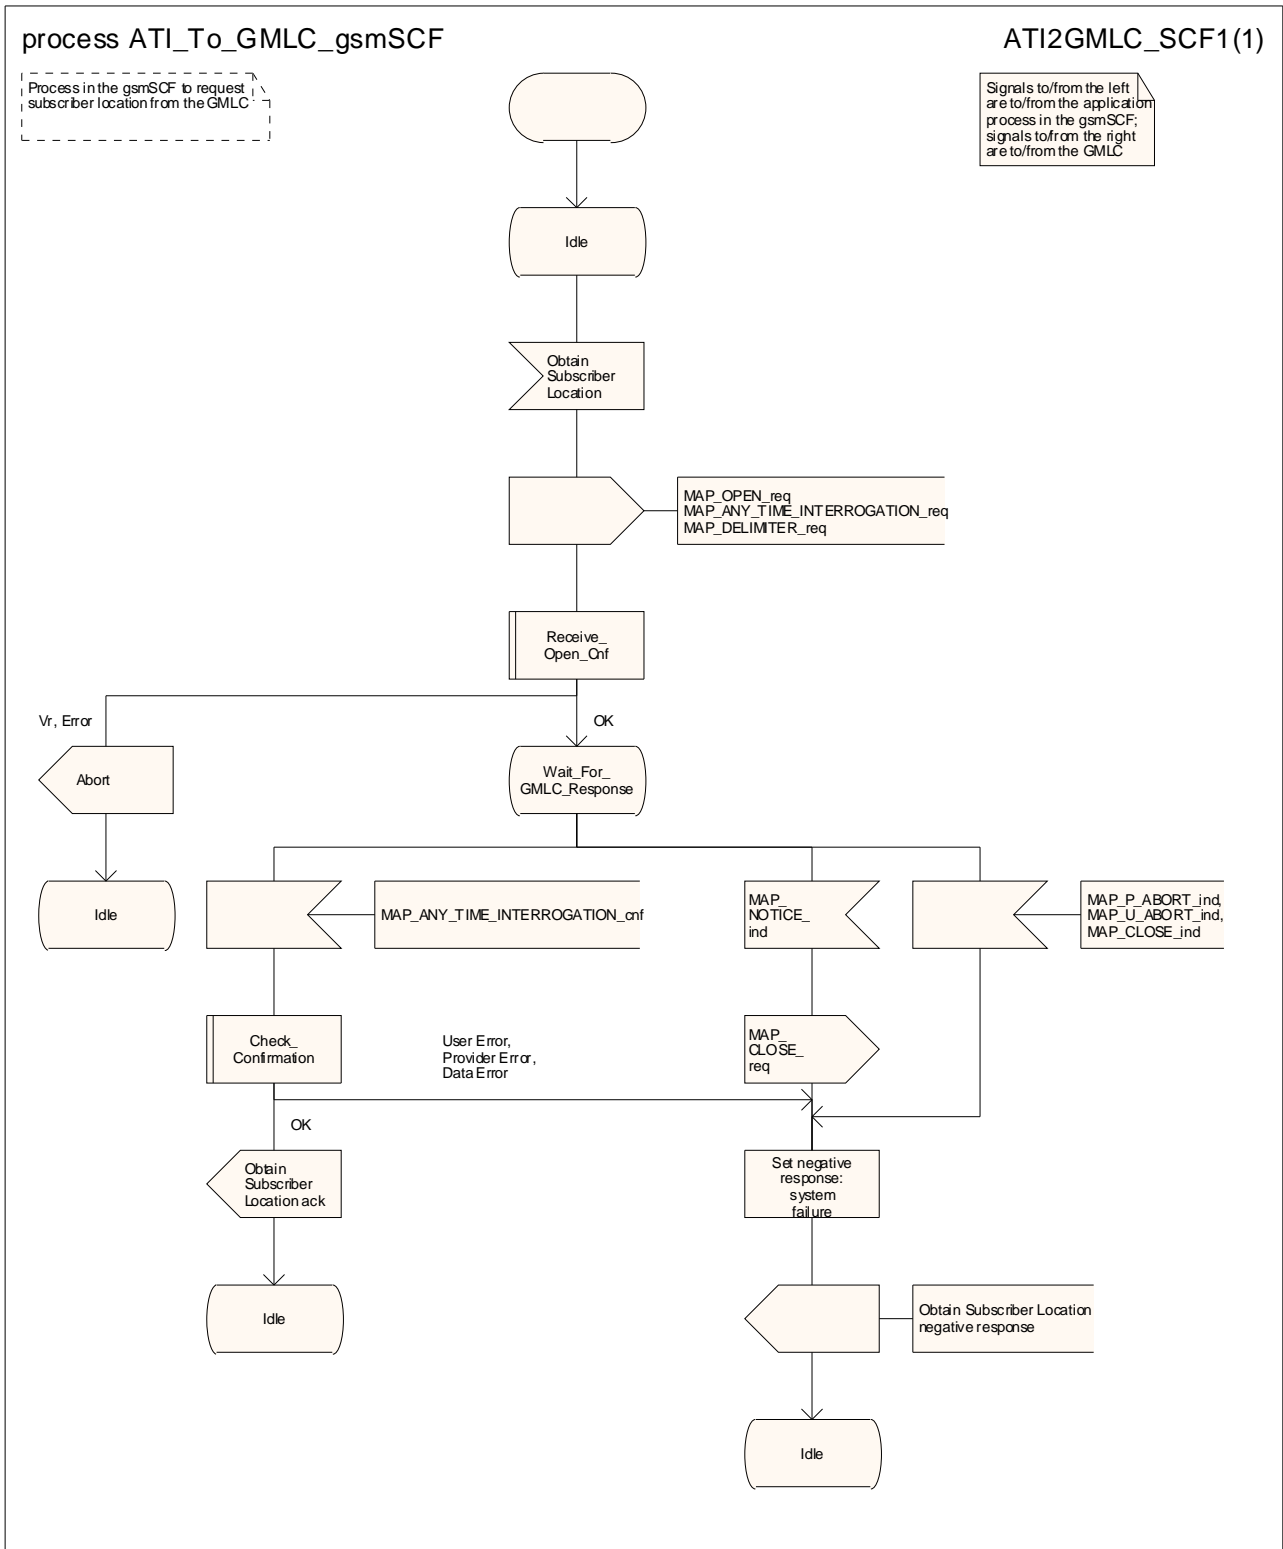 process ATI_To_GMLC_gsmSCF
ATI2GMLC_SCF1(1)
Process in the gsmSCF to request
subscriber location from the GMLC
Signals to/from the left
are to/from the application
process in the gsmSCF;
signals to/from the right
are to/from the GMLC
Idle
Obtain
Subscriber
Location
MAP_OPEN_req
MAP_ANY_TIME_INTERROGATION_req
MAP_DELIMITER_req
Receive_
Open_Cnf
Vr, Error
OK
Abort
Wait_For_
GMLC_Response
Idle
MAP_ANY_TIME_INTERROGATION_cnf
MAP_
NOTICE_
ind
MAP_P_ABORT_ind,
MAP_U_ABORT_ind,
MAP_CLOSE_ind
Check_
Confirmation
User Error,
Provider Error,
Data Error
MAP_
CLOSE_
req
OK
Obtain
Subscriber
Location ack
Set negative
response:
system
failure
Idle
Obtain Subscriber Location
negative response
Idle